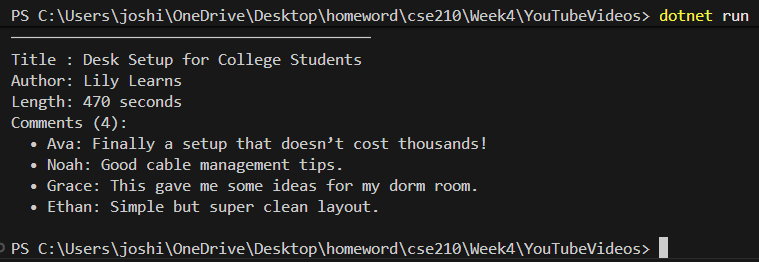 PS C:\Users\joshi\OneDrive\Desktop\homeword\cse210\Week4\YouTubeVideos> dotnet run
────────────────────────────────────────
Title : Desk Setup for College Students
Author: Lily Learns
Length: 470 seconds
Comments (4):
• Ava: Finally a setup that doesn’t cost thousands!
• Noah: Good cable management tips.
• Grace: This gave me some ideas for my dorm room.
• Ethan: Simple but super clean layout.
PS C:\Users\joshi\OneDrive\Desktop\homeword\cse210\Week4\YouTubeVideos>